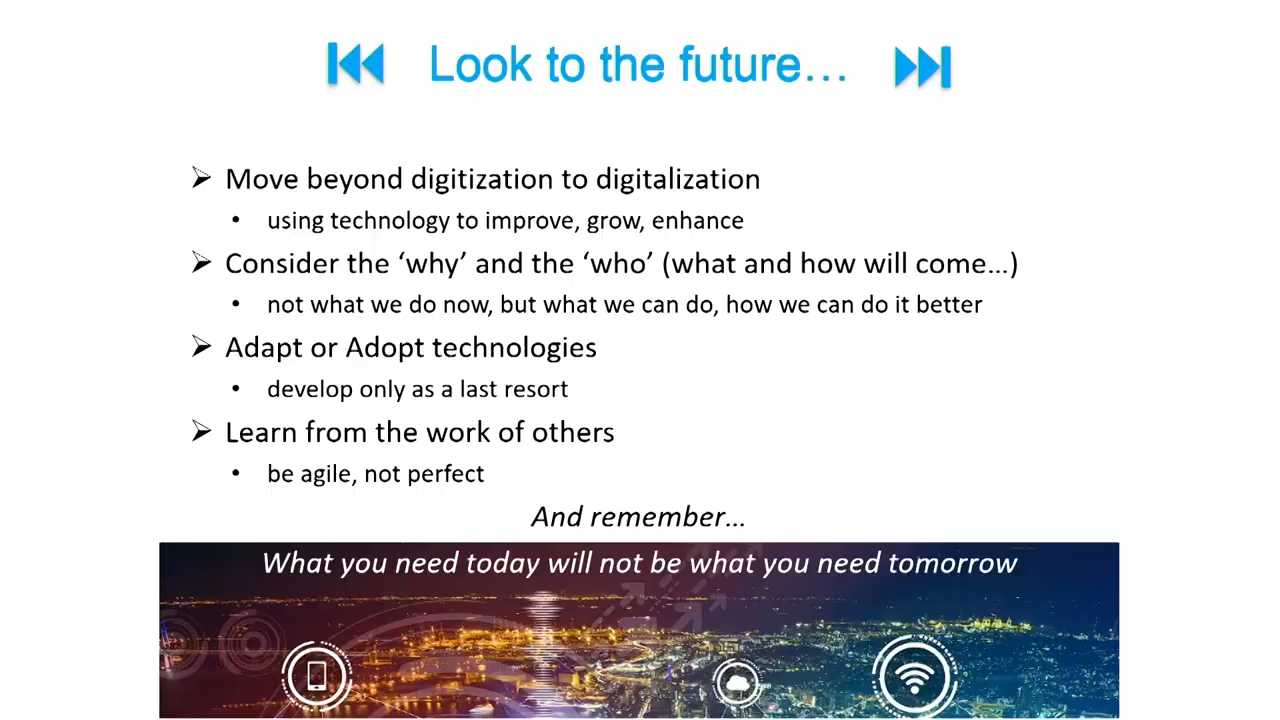 Look to the future…
Move beyond digitization to digitalization
using technology to improve, grow, enhance
Consider the ‘why’ and the ‘who’ (what and how will come…)
not what we do now, but what we can do, how we can do it better
Adapt or Adopt technologies
develop only as a last resort
Learn from the work of others
be agile, not perfect
And remember…
What you need today will not be what you need tomorrow